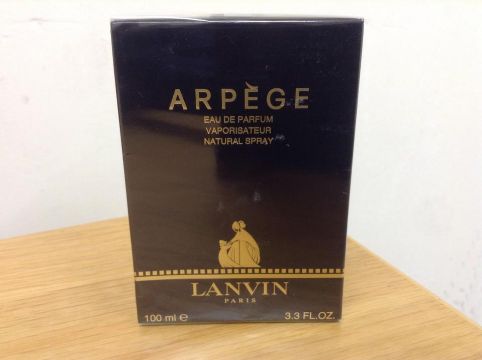 ARPÈGE
EAU DE PARFUM
VAPORISATEUR
NATURAL SPRAY
LANVIN
PARIS
100 ml ℮ 3.3 FL.OZ.